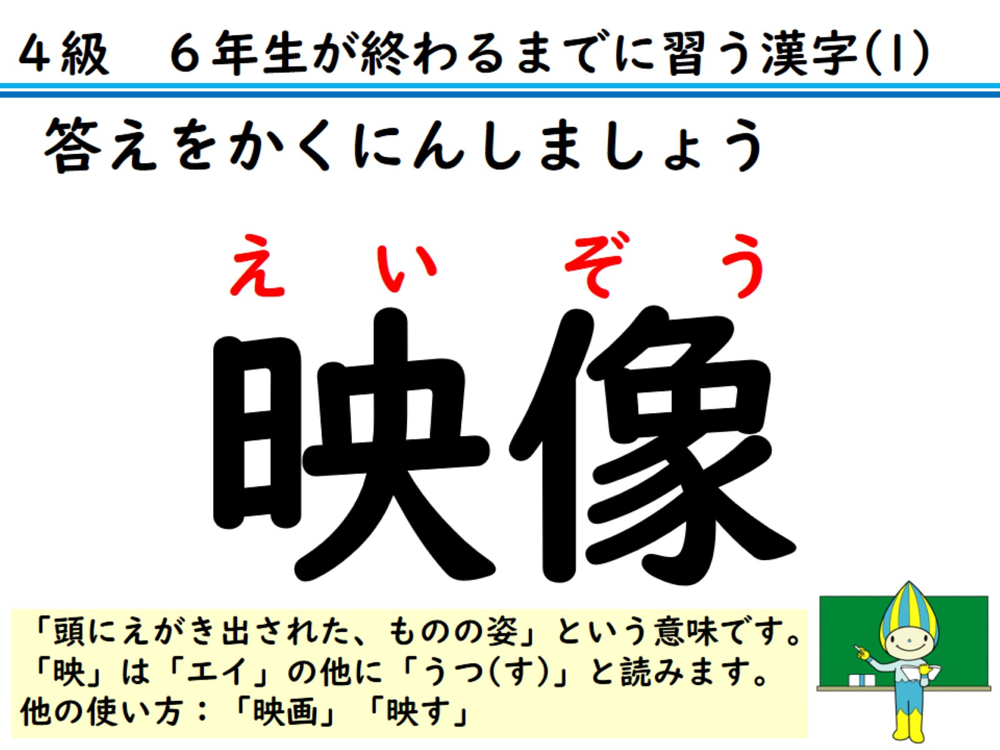 ４級　６年生が終わるまでに習う漢字(1)
答えをかくにんしましょう
えいぞう
映像
「頭にえがき出された、ものの姿」という意味です。
「映」は「エイ」の他に「うつ(す)」と読みます。
他の使い方：「映画」「映す」